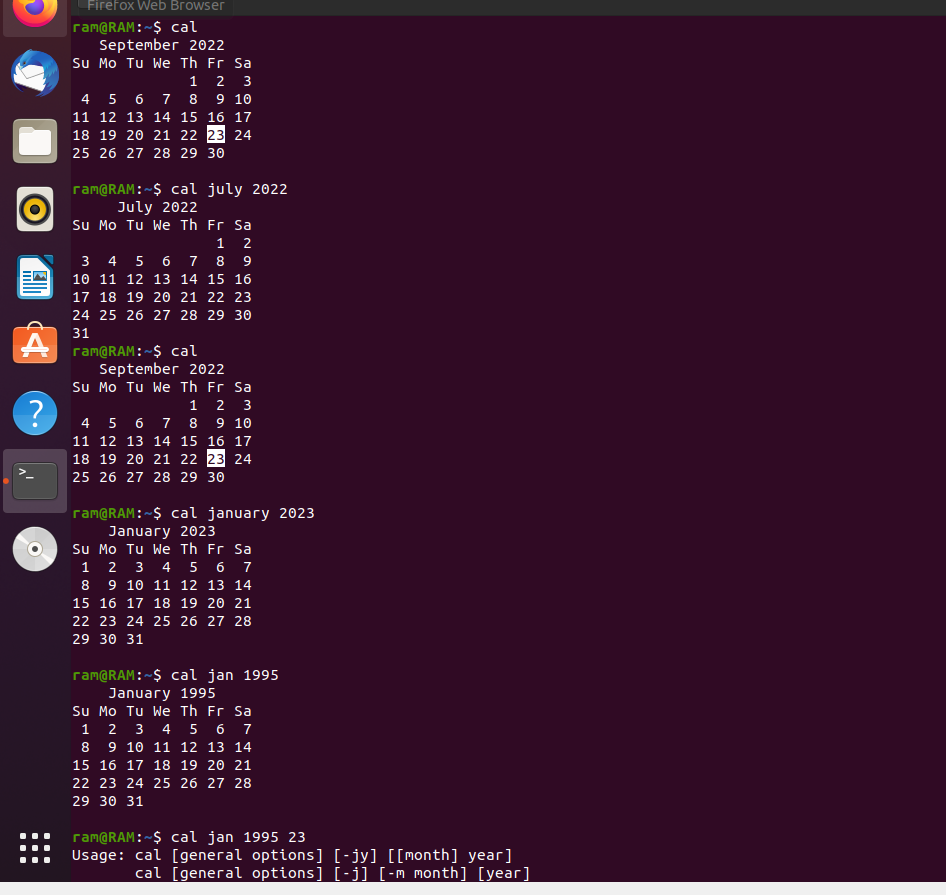 Firefox Web Browser
ram@RAM:~$ cal
   September 2022
Su Mo Tu We Th Fr Sa
             1  2  3
 4  5  6  7  8  9 10
11 12 13 14 15 16 17
18 19 20 21 22 23 24
25 26 27 28 29 30
ram@RAM:~$ cal july 2022
     July 2022
Su Mo Tu We Th Fr Sa
                1  2
 3  4  5  6  7  8  9
10 11 12 13 14 15 16
17 18 19 20 21 22 23
24 25 26 27 28 29 30
31
ram@RAM:~$ cal
   September 2022
Su Mo Tu We Th Fr Sa
             1  2  3
 4  5  6  7  8  9 10
11 12 13 14 15 16 17
18 19 20 21 22 23 24
25 26 27 28 29 30
ram@RAM:~$ cal january 2023
    January 2023
Su Mo Tu We Th Fr Sa
 1  2  3  4  5  6  7
 8  9 10 11 12 13 14
15 16 17 18 19 20 21
22 23 24 25 26 27 28
29 30 31
ram@RAM:~$ cal jan 1995
    January 1995
Su Mo Tu We Th Fr Sa
 1  2  3  4  5  6  7
 8  9 10 11 12 13 14
15 16 17 18 19 20 21
22 23 24 25 26 27 28
29 30 31
ram@RAM:~$ cal jan 1995 23
Usage: cal [general options] [-jy] [[month] year]
       cal [general options] [-j] [-m month] [year]